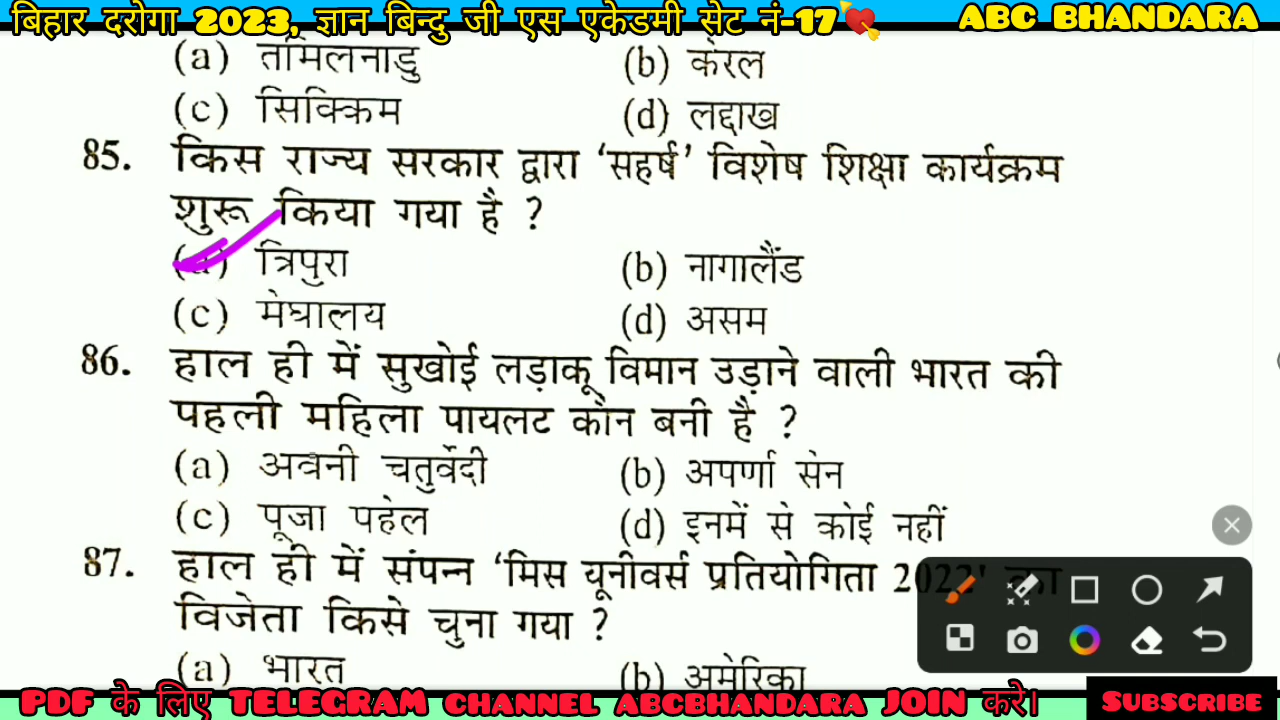 बिहार दरोगा 2023, ज्ञान बिन्दु जी एस एकेडमी सेट नं-17💘 ABC BHANDARA
(a) तमिलनाडु (b) केरल
(c) सिक्किम (d) लद्दाख
85. किस राज्य सरकार द्वारा 'सहर्ष' विशेष शिक्षा कार्यक्रम
शुरू किया गया है ?
(a) त्रिपुरा (b) नागालैंड
(c) मेघालय (d) असम
86. हाल ही में सुखोई लड़ाकू विमान उड़ाने वाली भारत की
पहली महिला पायलट कौन बनी है ?
(a) अवनी चतुर्वेदी (b) अपर्णा सेन
(c) पूजा पहेल (d) इनमें से कोई नहीं
87. हाल ही में संपन्न 'मिस यूनीवर्स प्रतियोगिता 2022' का
विजेता किसे चुना गया ?
(a) भारत (b) अमेरिका
PDF के लिए TELEGRAM CHANNEL ABCBHANDARA JOIN करे। SUBSCRIBE